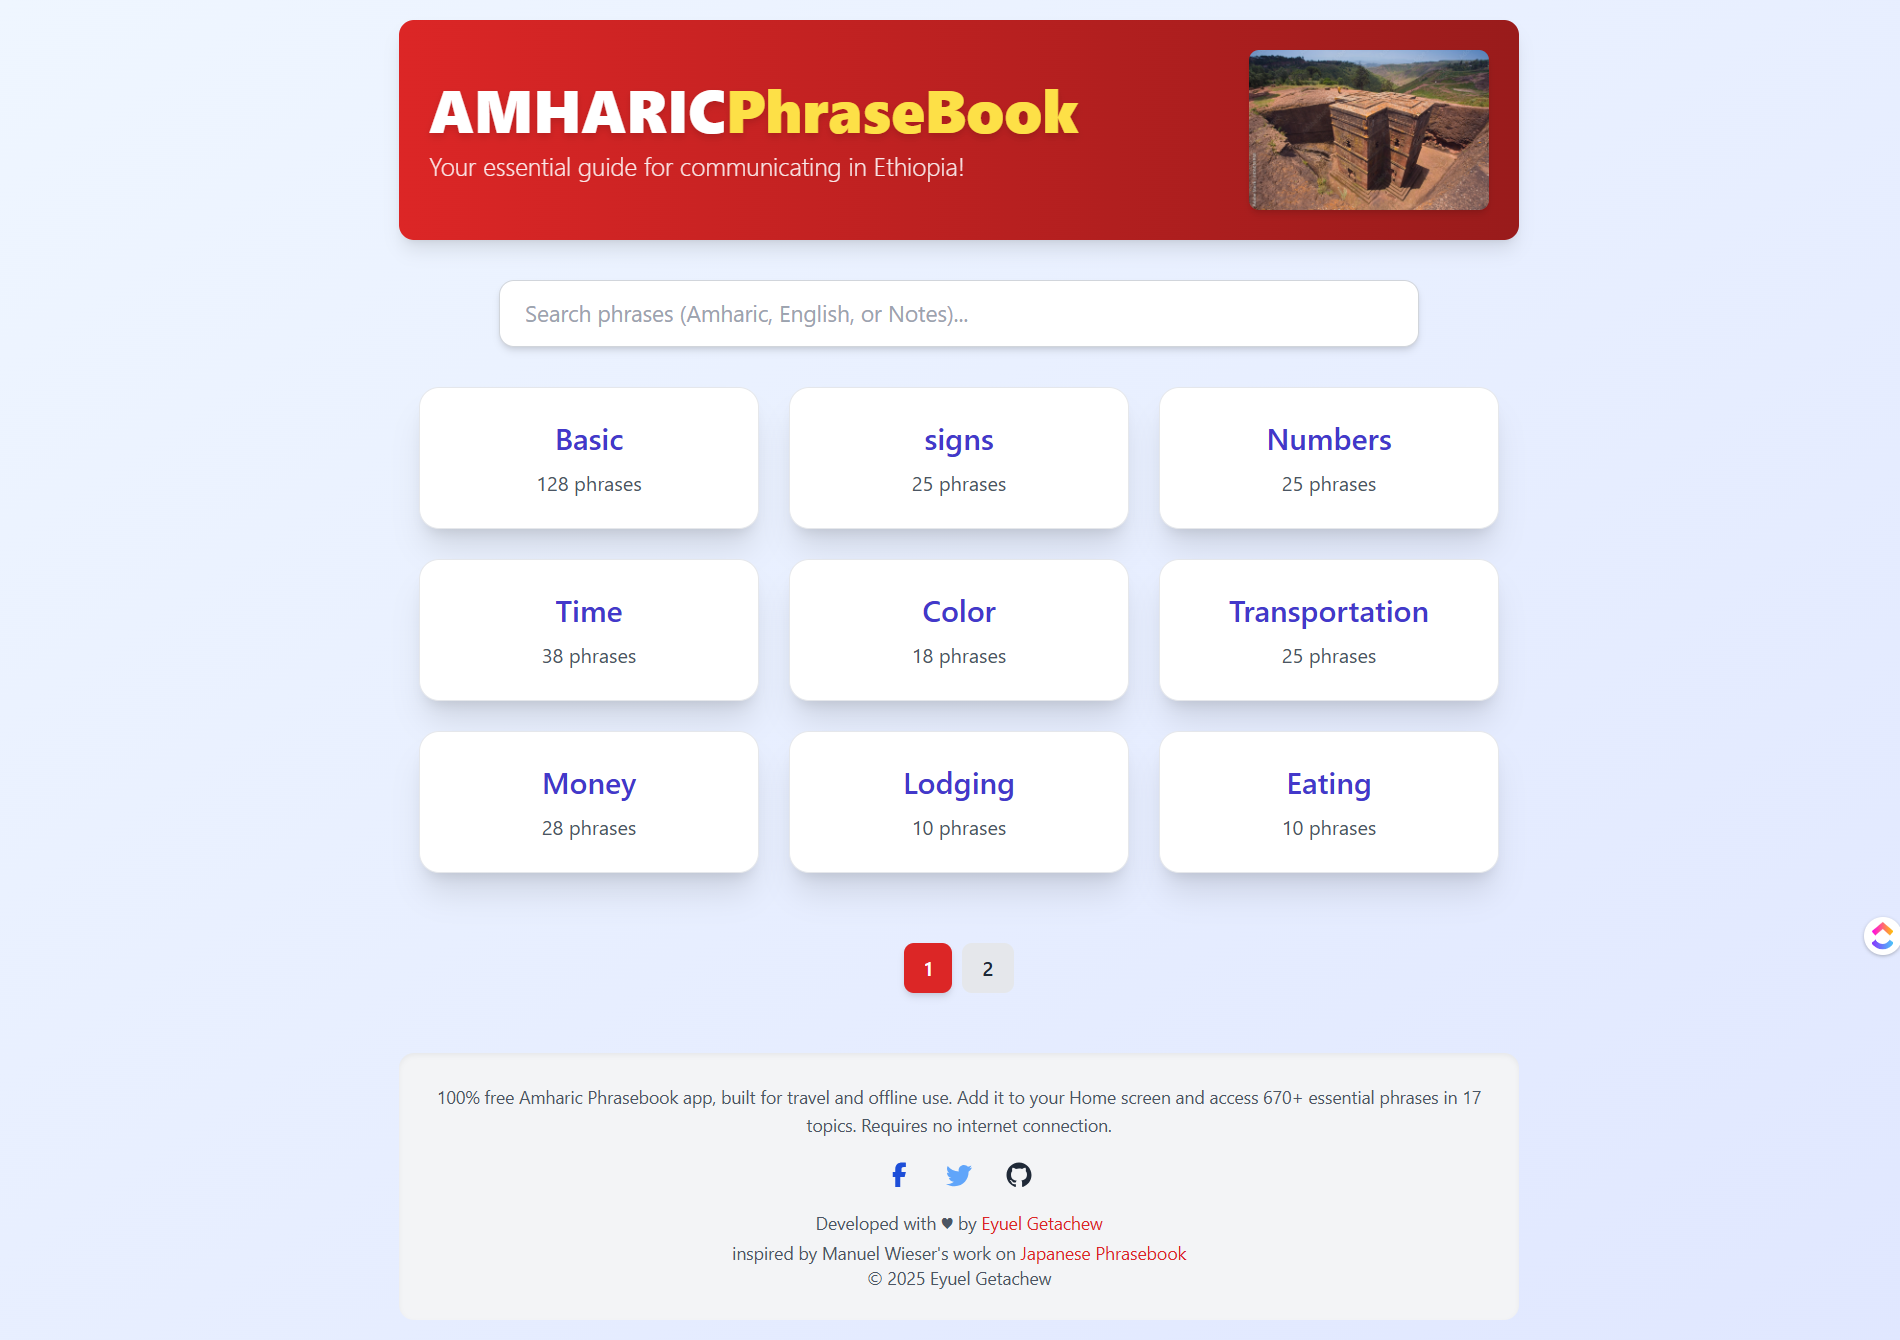 AMHARICPhraseBook
Your essential guide for communicating in Ethiopia!
Search phrases (Amharic, English, or Notes)...
Basic
128 phrases
signs
25 phrases
Numbers
25 phrases
Time
38 phrases
Color
18 phrases
Transportation
25 phrases
Money
28 phrases
Lodging
10 phrases
Eating
10 phrases
1 2
100% free Amharic Phrasebook app, built for travel and offline use. Add it to your Home screen and access 670+ essential phrases in 17
topics. Requires no internet connection.
Developed with ♥ by Eyuel Getachew
inspired by Manuel Wieser's work on Japanese Phrasebook
© 2025 Eyuel Getachew